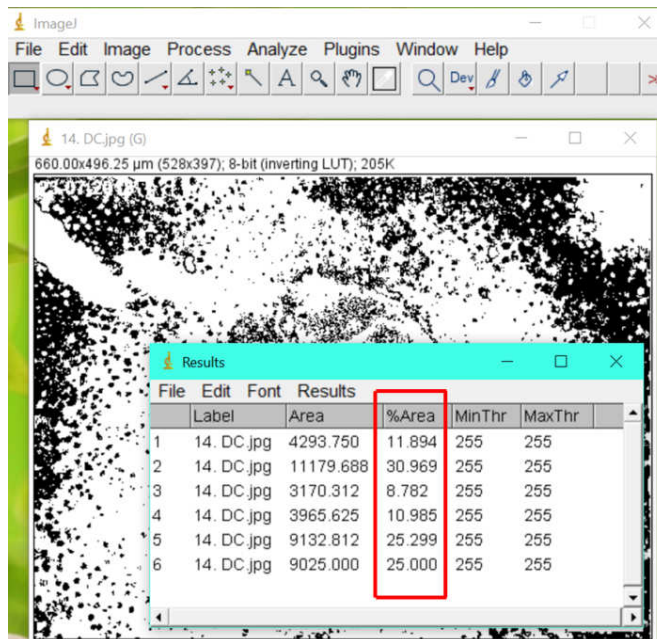 ImageJ
File Edit Image Process Analyze Plugins Window Help
A Dev
14. DC.jpg (G)
660.00x496.25 µm (528x397); 8-bit (inverting LUT); 205K
Results
File Edit Font Results
Label Area %Area MinThr MaxThr
1 14. DC.jpg 4293.750 11.894 255 255
2 14. DC.jpg 11179.688 30.969 255 255
3 14. DC.jpg 3170.312 8.782 255 255
4 14. DC.jpg 3965.625 10.985 255 255
5 14. DC.jpg 9132.812 25.299 255 255
6 14. DC.jpg 9025.000 25.000 255 255